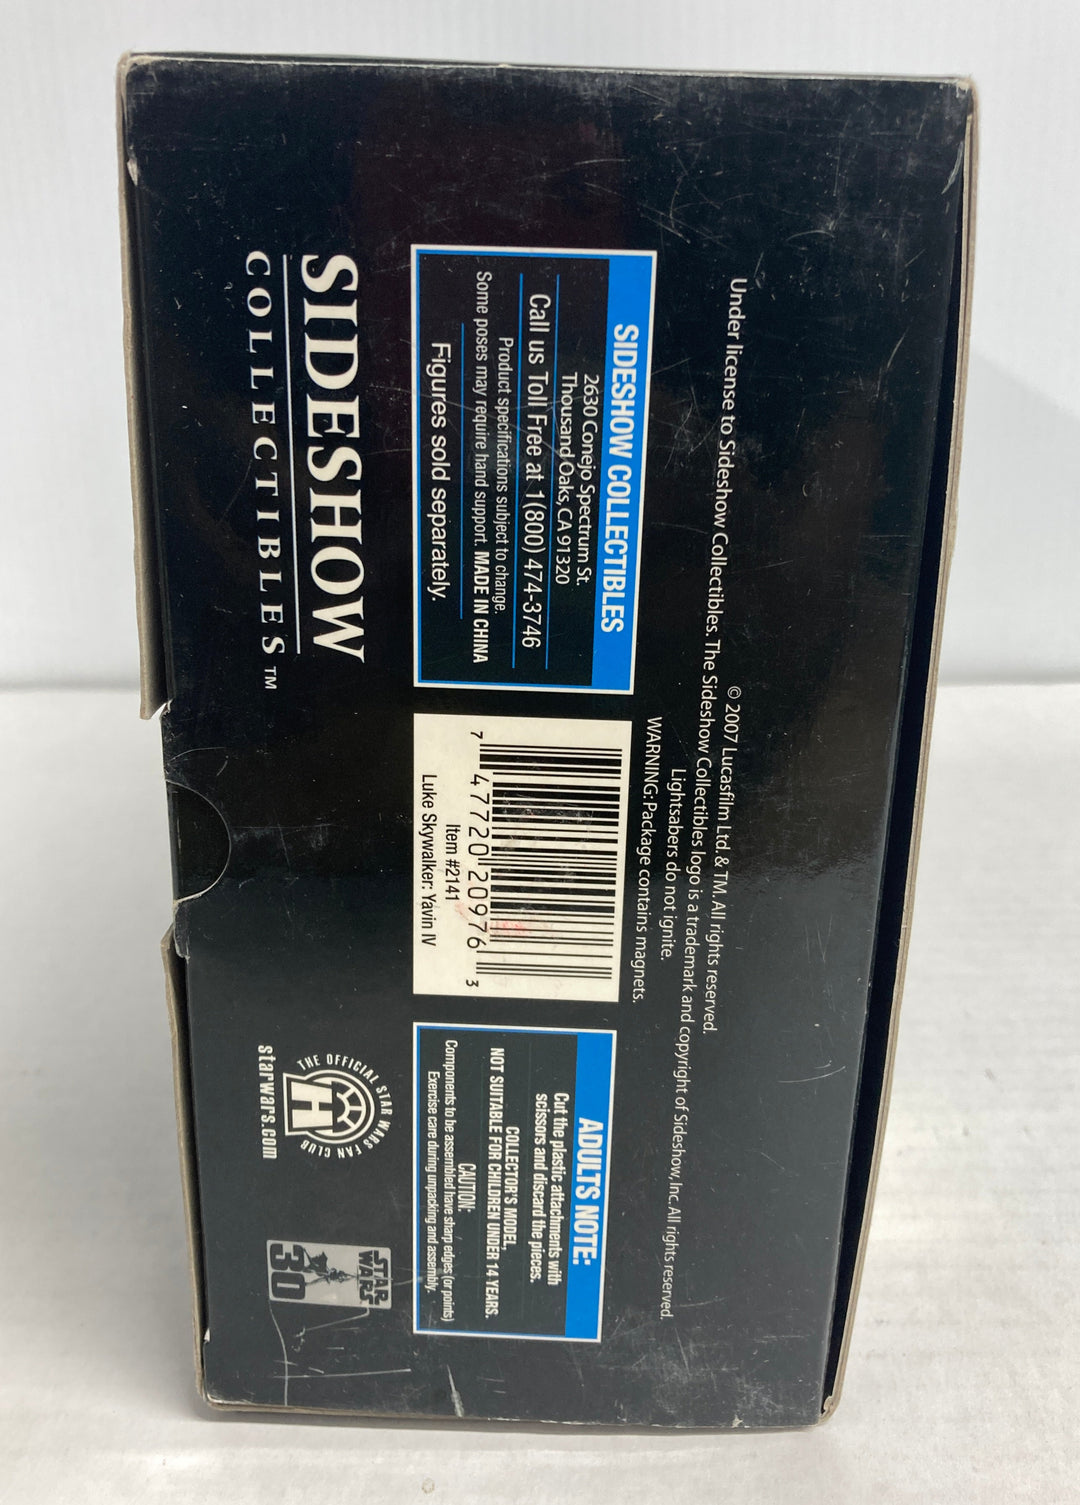 © 2007 Lucasfilm Ltd. & TM. All rights reserved.
Under license to Sideshow Collectibles. The Sideshow Collectibles logo is a trademark and copyright of Sideshow, Inc. All rights reserved.
Lightsabers do not ignite.
WARNING: Package contains magnets.
SIDESHOW COLLECTIBLES
2630 Conejo Spectrum St.
Thousand Oaks, CA 91320
Call us Toll Free at 1(800) 474-3746
Product specifications subject to change.
Some poses may require hand support. MADE IN CHINA
Figures sold separately.
7 47720 20976 3
Item #2141
Luke Skywalker: Yavin IV
ADULTS NOTE:
Cut the plastic attachments with
scissors and discard the pieces.
COLLECTOR'S MODEL,
NOT SUITABLE FOR CHILDREN UNDER 14 YEARS.
CAUTION:
Components to be assembled have sharp edges (or points)
Exercise care during unpacking and assembly.
SIDESHOW
COLLECTIBLES™
THE OFFICIAL STAR WARS FAN CLUB
H
starwars.com
STAR
WARS
30